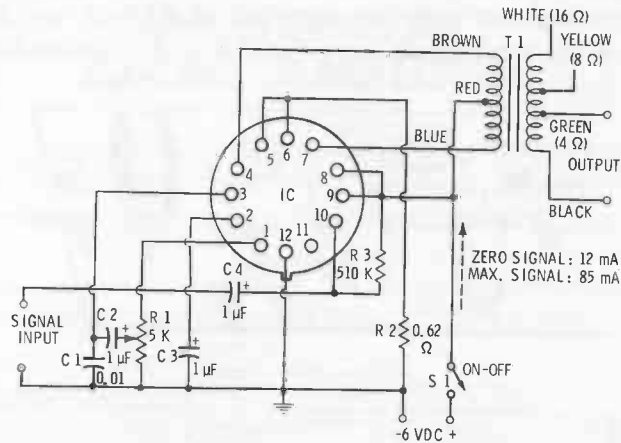 WHITE (16 Ω)
BROWN
T 1
YELLOW
(8 Ω)
RED
BLUE
GREEN
(4 Ω)
OUTPUT
BLACK
5
6
7
4
8
3
IC
9
2
10
1
12
11
R 3
510 K
C 4
+
1 µF
ZERO SIGNAL: 12 mA
MAX. SIGNAL: 85 mA
SIGNAL
INPUT
C 2
+
1 µF
R 1
5 K
C 1
0.01
C 3
+
1 µF
R 2
0.62
Ω
ON-OFF
S 1
-6 VDC +